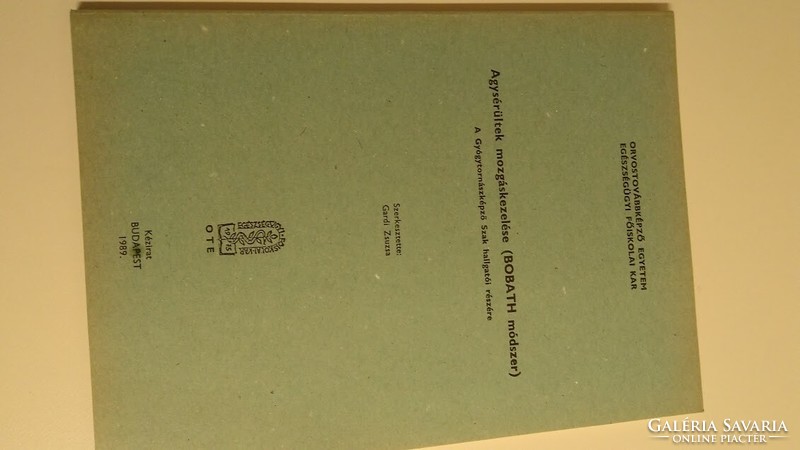 ORVOSTOVÁBBKÉPZŐ EGYETEM
EGÉSZSÉGÜGYI FŐISKOLAI KAR
Agysérültek mozgáskezelése (BOBATH módszer)
A Gyógytornászképző Szak hallgatói részére
Szerkesztette:
Gardi Zsuzsa
1975
OTE
Kézirat
BUDAPEST
1989.
GALÉRIA SAVARIA
ONLINE PIACTÉR